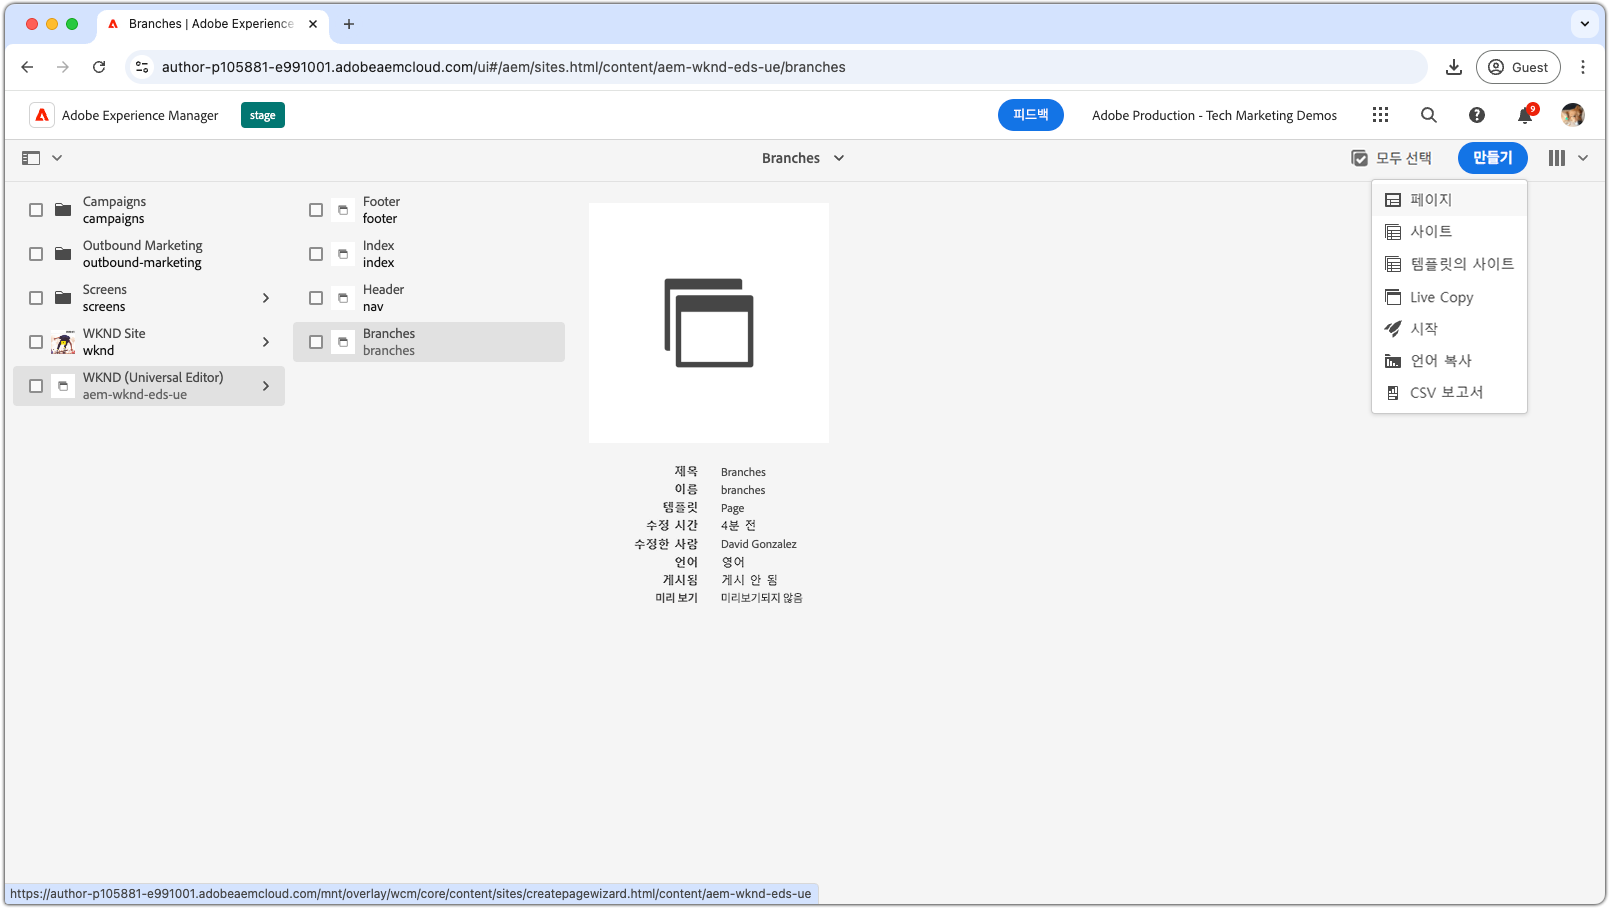 Branches | Adobe Experience
author-p105881-e991001.adobeaemcloud.com/ui#/aem/sites.html/content/aem-wknd-eds-ue/branches
Guest
Adobe Experience Manager
stage
피드백
Adobe Production - Tech Marketing Demos
9
Branches
모두 선택
만들기
Campaigns
campaigns
Outbound Marketing
outbound-marketing
Screens
screens
WKND Site
wknd
WKND (Universal Editor)
aem-wknd-eds-ue
Footer
footer
Index
index
Header
nav
Branches
branches
페이지
사이트
템플릿의 사이트
Live Copy
시작
언어 복사
CSV 보고서
제목 Branches
이름 branches
템플릿 Page
수정 시간 4분 전
수정한 사람 David Gonzalez
언어 영어
게시됨 게시 안 됨
미리 보기 미리보기되지 않음
https://author-p105881-e991001.adobeaemcloud.com/mnt/overlay/wcm/core/content/sites/createpagewizard.html/content/aem-wknd-eds-ue